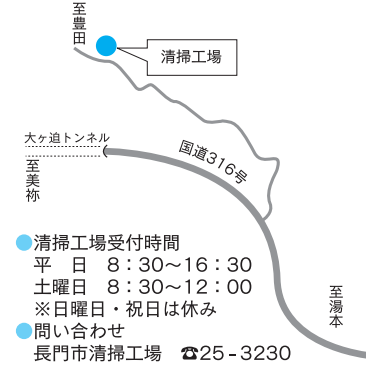 至豊田
清掃工場
大ヶ迫トンネル
至美祢
国道316号
至湯本
●清掃工場受付時間
平　日　8：30～16：30
土曜日　8：30～12：00
※日曜日・祝日は休み
●問い合わせ
長門市清掃工場　☎25-3230